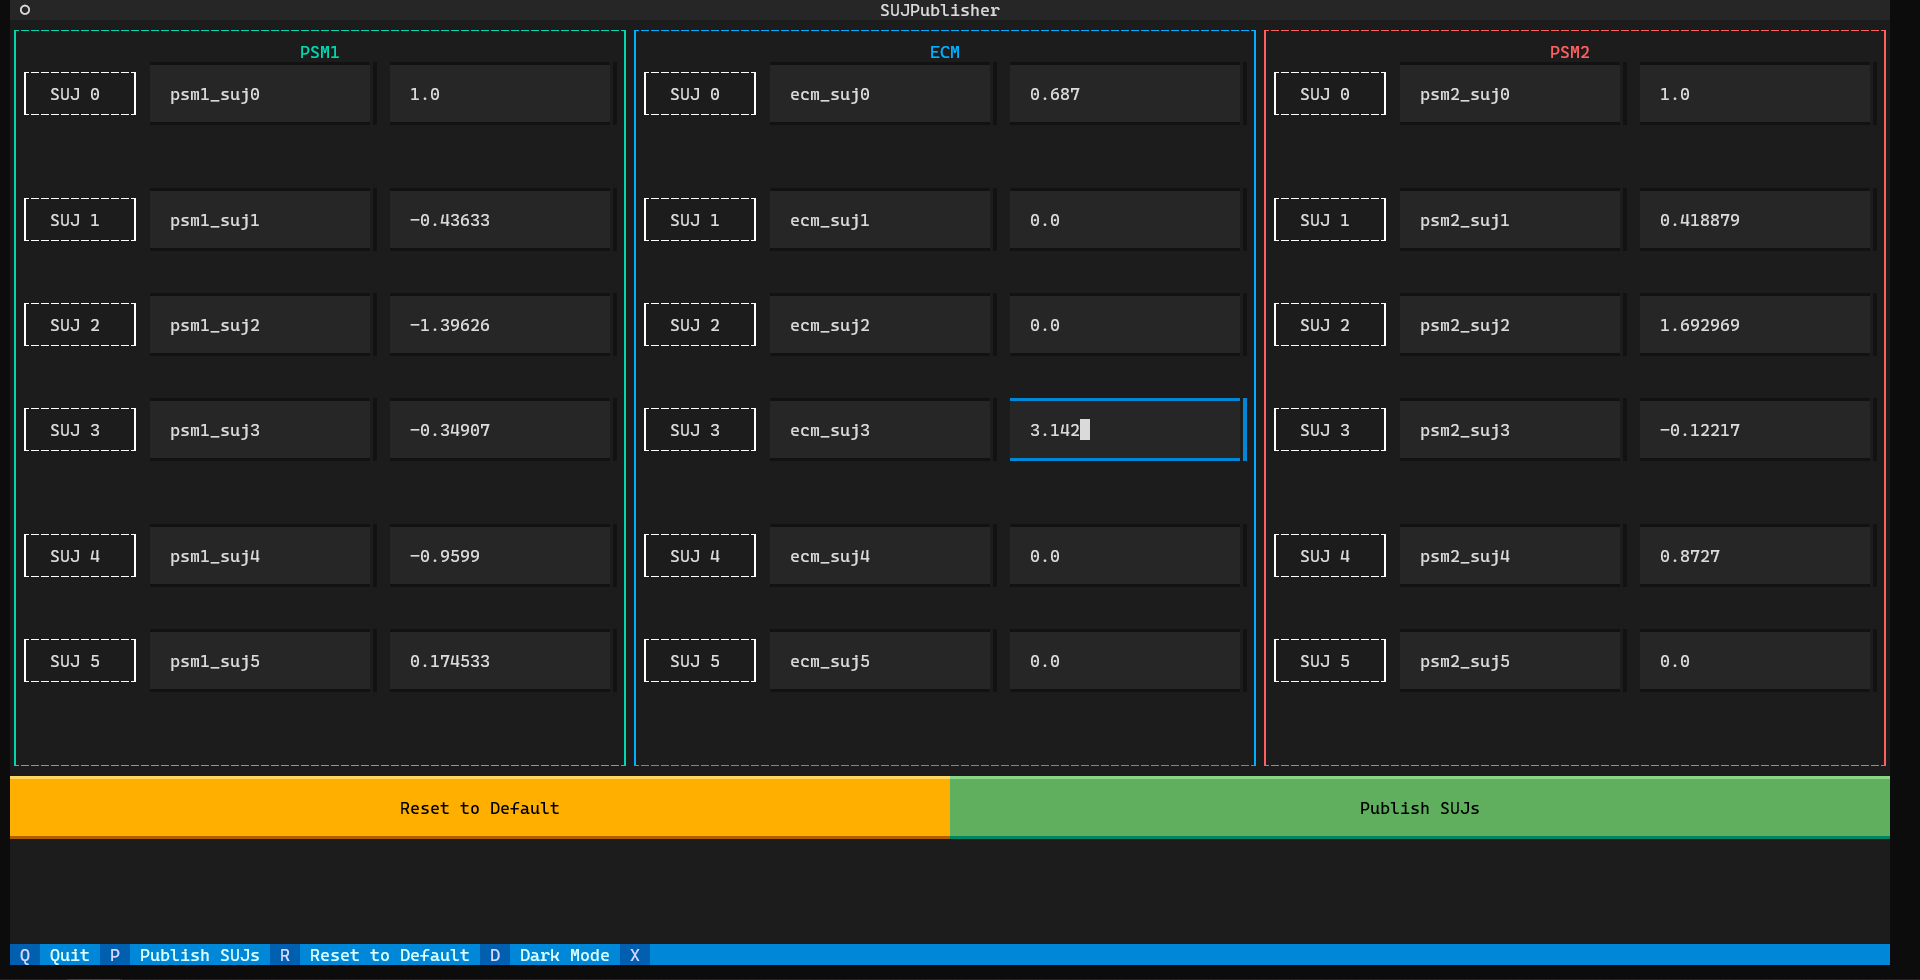 SUJPublisher
PSM1 ECM PSM2
SUJ 0 psm1_suj0 1.0 SUJ 0 ecm_suj0 0.687 SUJ 0 psm2_suj0 1.0
SUJ 1 psm1_suj1 −0.43633 SUJ 1 ecm_suj1 0.0 SUJ 1 psm2_suj1 0.418879
SUJ 2 psm1_suj2 −1.39626 SUJ 2 ecm_suj2 0.0 SUJ 2 psm2_suj2 1.692969
SUJ 3 psm1_suj3 −0.34907 SUJ 3 ecm_suj3 3.142 SUJ 3 psm2_suj3 −0.12217
SUJ 4 psm1_suj4 −0.9599 SUJ 4 ecm_suj4 0.0 SUJ 4 psm2_suj4 0.8727
SUJ 5 psm1_suj5 0.174533 SUJ 5 ecm_suj5 0.0 SUJ 5 psm2_suj5 0.0
Reset to Default Publish SUJs
Q Quit P Publish SUJs R Reset to Default D Dark Mode X